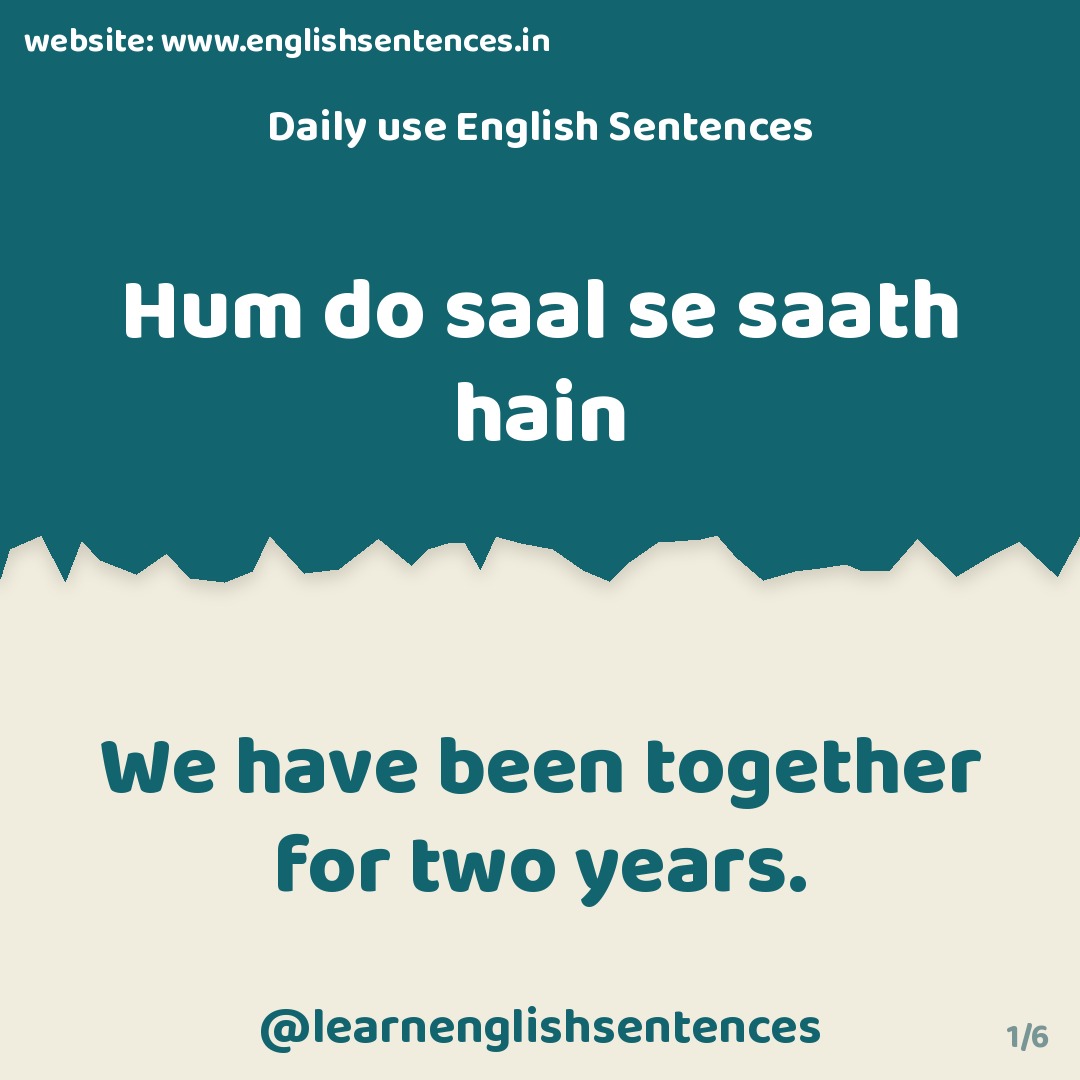 website: www.englishsentences.in
Daily use English Sentences
Hum do saal se saath
hain
We have been together
for two years.
@learnenglishsentences
1/6